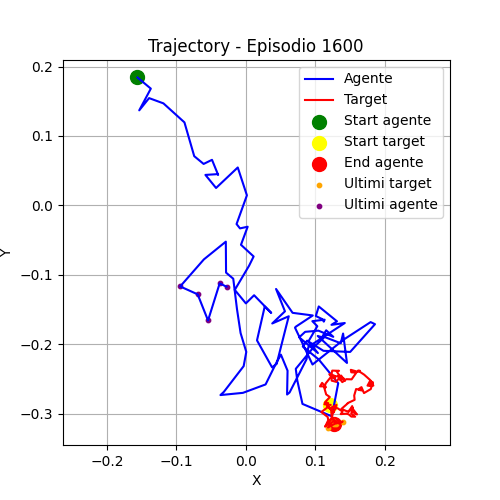 Trajectory - Episodio 1600
Agente
Target
Start agente
Start target
End agente
Ultimi target
Ultimi agente
0.2
0.1
0.0
−0.1
−0.2
−0.3
Y
−0.2
−0.1
0.0
0.1
0.2
X